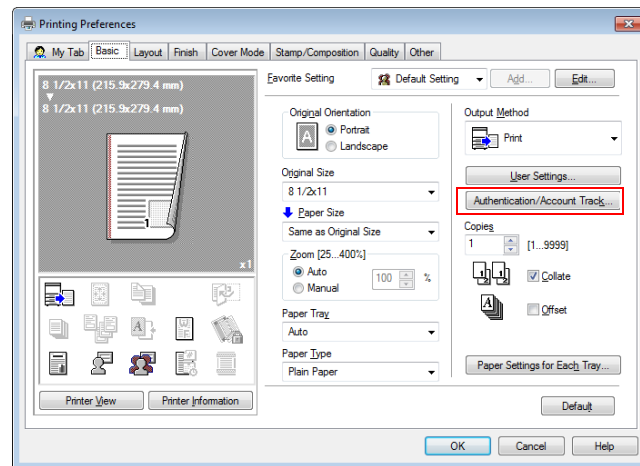 Printing Preferences
My Tab Basic Layout Finish Cover Mode Stamp/Composition Quality Other
8 1/2x11 (215.9x279.4 mm)
8 1/2x11 (215.9x279.4 mm)
1
x1
Printer View Printer Information
Favorite Setting Default Setting Add... Edit...
Original Orientation
A Portrait
Landscape
Original Size
8 1/2x11
Paper Size
Same as Original Size
Zoom [25...400%]
Auto
Manual
100 %
Paper Tray
Auto
Paper Type
Plain Paper
Output Method
Print
User Settings...
Authentication/Account Track...
Copies
1 [1...9999]
Collate
Offset
Paper Settings for Each Tray...
Default
OK Cancel Help